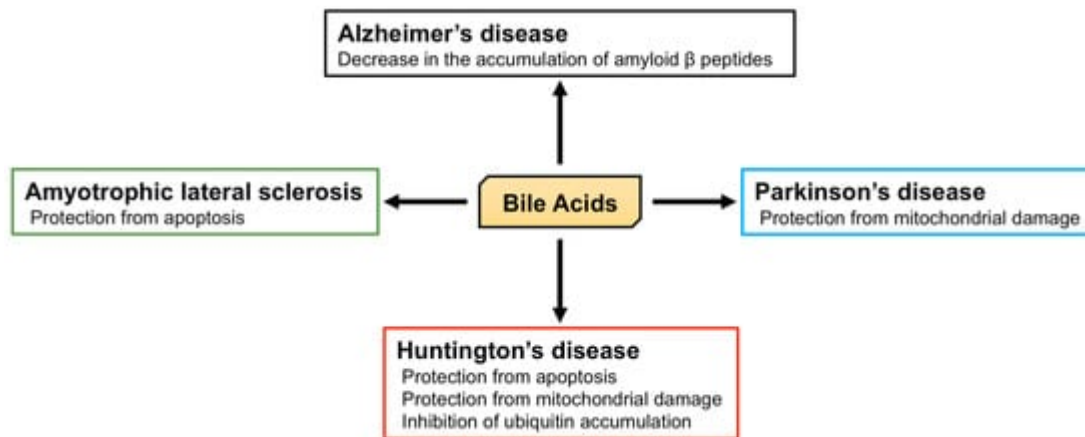 Alzheimer's disease
Decrease in the accumulation of amyloid β peptides
Amyotrophic lateral sclerosis
Protection from apoptosis
Bile Acids
Parkinson's disease
Protection from mitochondrial damage
Huntington's disease
Protection from apoptosis
Protection from mitochondrial damage
Inhibition of ubiquitin accumulation